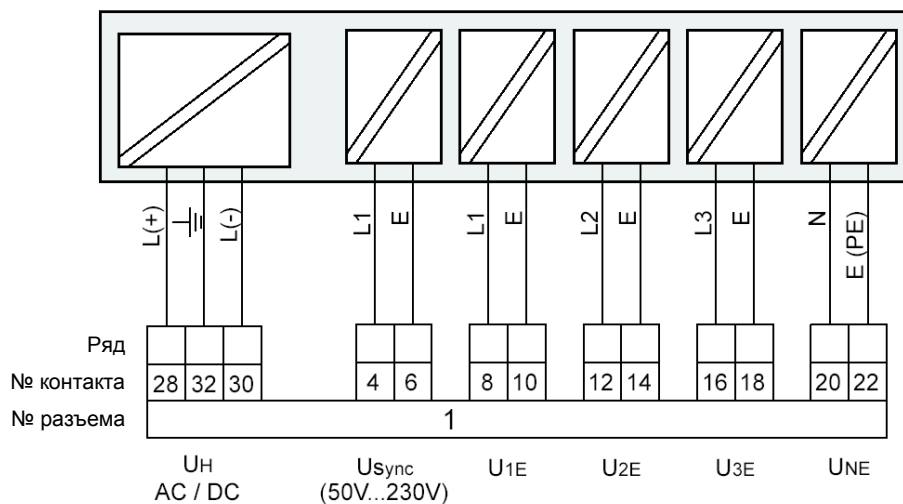 L(+) L(-) L1 E L1 E L2 E L3 E N E (PE)
Ряд
№ контакта 28 32 30 4 6 8 10 12 14 16 18 20 22
№ разъема 1
UH Usync U1E U2E U3E UNE
AC / DC (50V...230V)